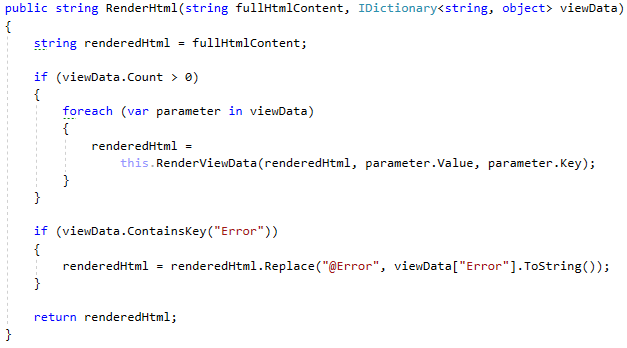 public string RenderHtml(string fullHtmlContent, IDictionary<string, object> viewData)
{
    string renderedHtml = fullHtmlContent;

    if (viewData.Count > 0)
    {
        foreach (var parameter in viewData)
        {
            renderedHtml =
                this.RenderViewData(renderedHtml, parameter.Value, parameter.Key);
        }
    }

    if (viewData.ContainsKey("Error"))
    {
        renderedHtml = renderedHtml.Replace("@Error", viewData["Error"].ToString());
    }

    return renderedHtml;
}